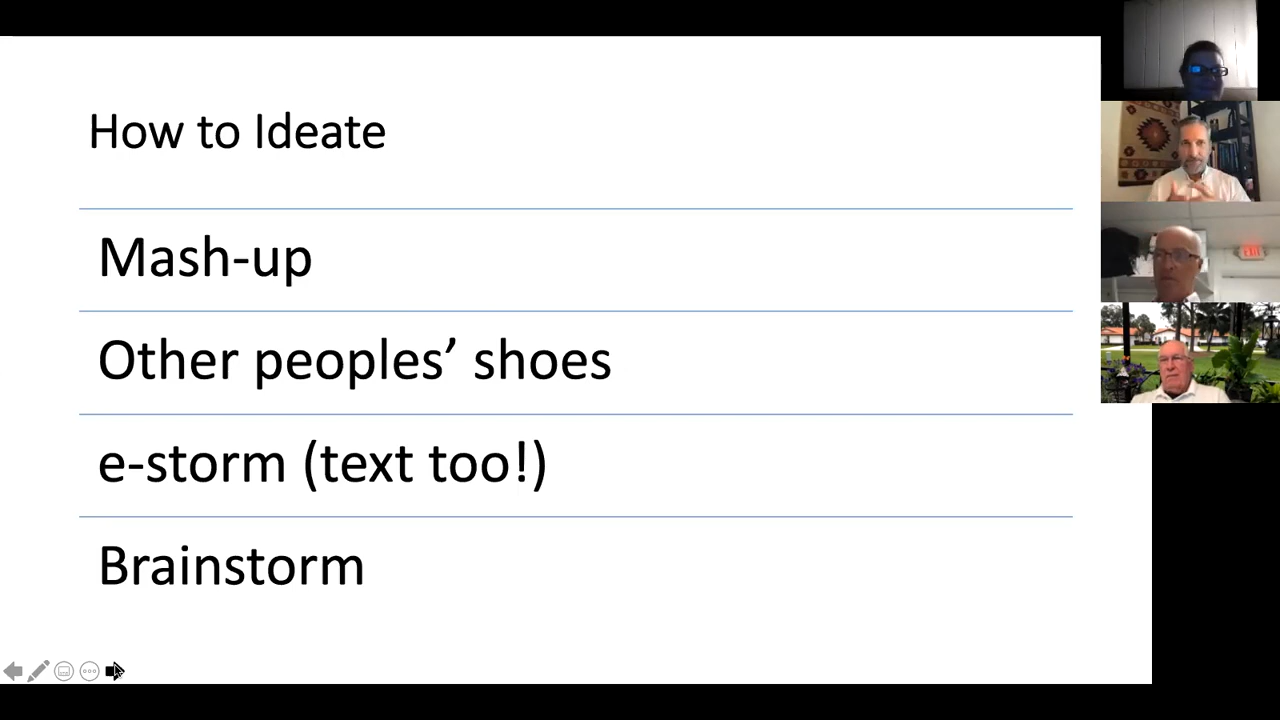 How to Ideate
Mash-up
Other peoples’ shoes
e-storm (text too!)
Brainstorm